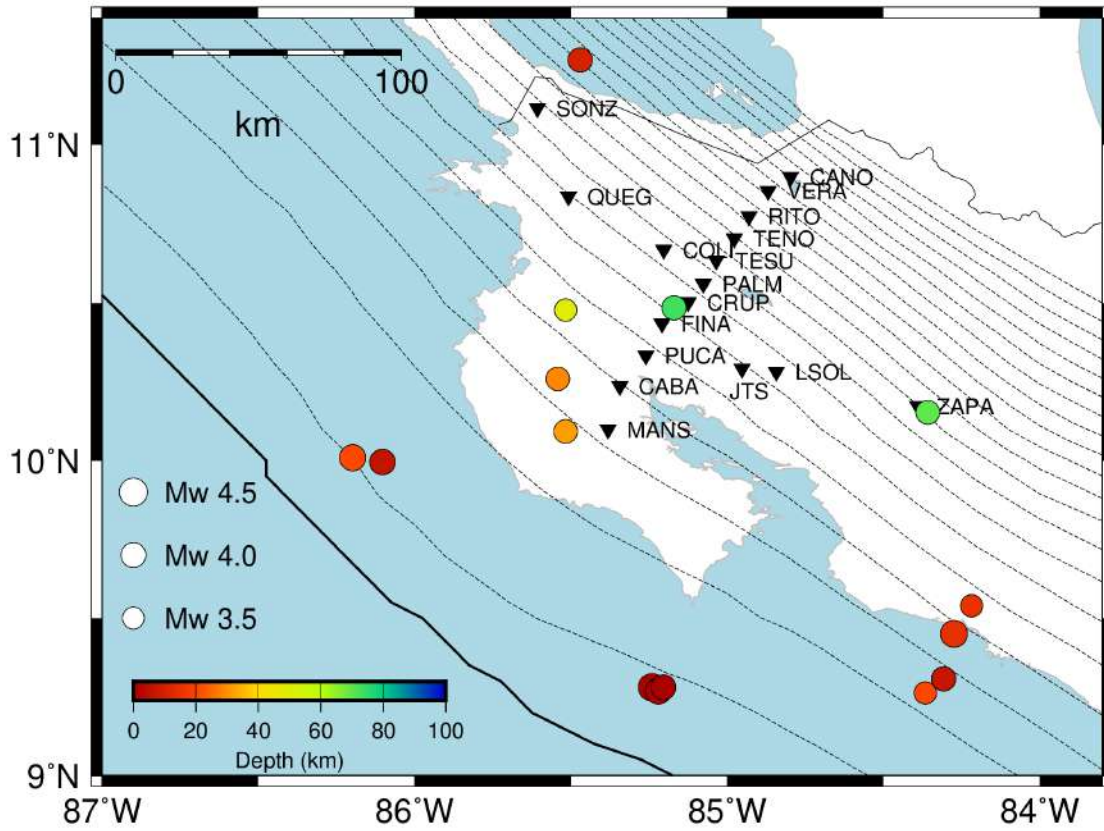 0 100
km
11°N
10°N
9°N
SONZ
QUEG
CANO
VERA
RITO
TENO
COLI
TESU
PALM
CRUP
FINA
PUCA
JTS
LSOL
CABA
ZAPA
MANS
Mw 4.5
Mw 4.0
Mw 3.5
0 20 40 60 80 100
Depth (km)
87°W 86°W 85°W 84°W